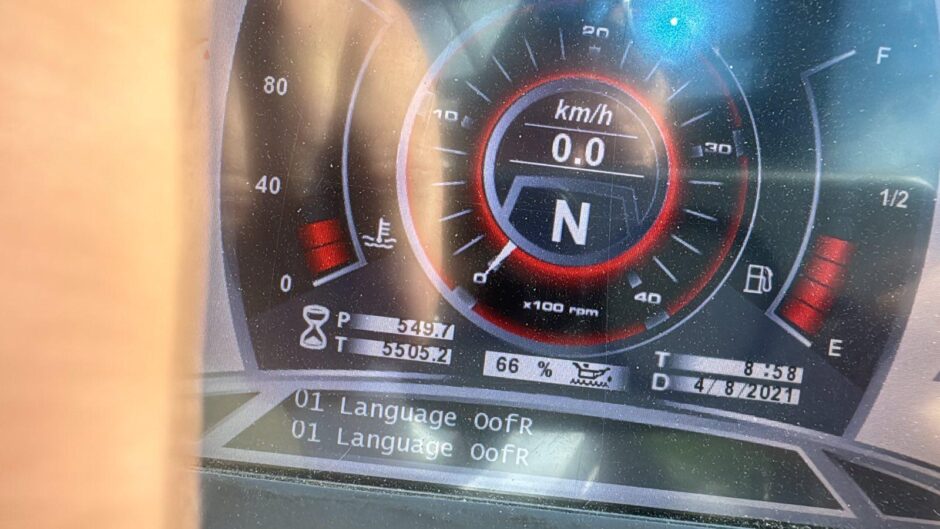 80
40
0
10
20
30
40
0
x100 rpm
km/h
0.0
N
F
1/2
E
P 549.7
T 5505.2
66 %
T 8:58
D 4/8/2021
01 Language OofR
01 Language OofR